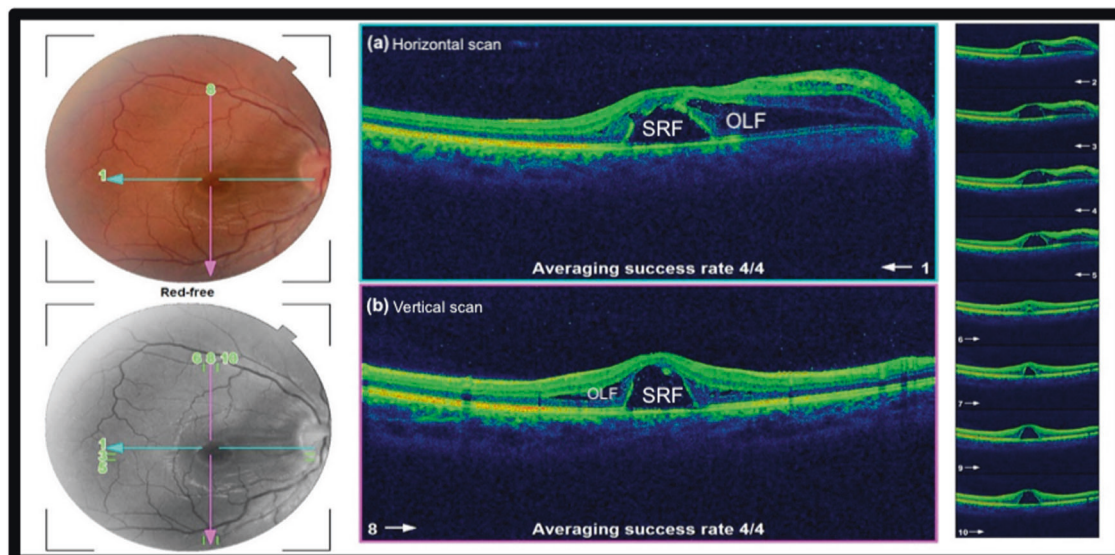 8
1
Red-free
6 8 10
1
(a) Horizontal scan
SRF
OLF
Averaging success rate 4/4
1
(b) Vertical scan
OLF
SRF
8
Averaging success rate 4/4
2
3
4
5
6
7
9
10